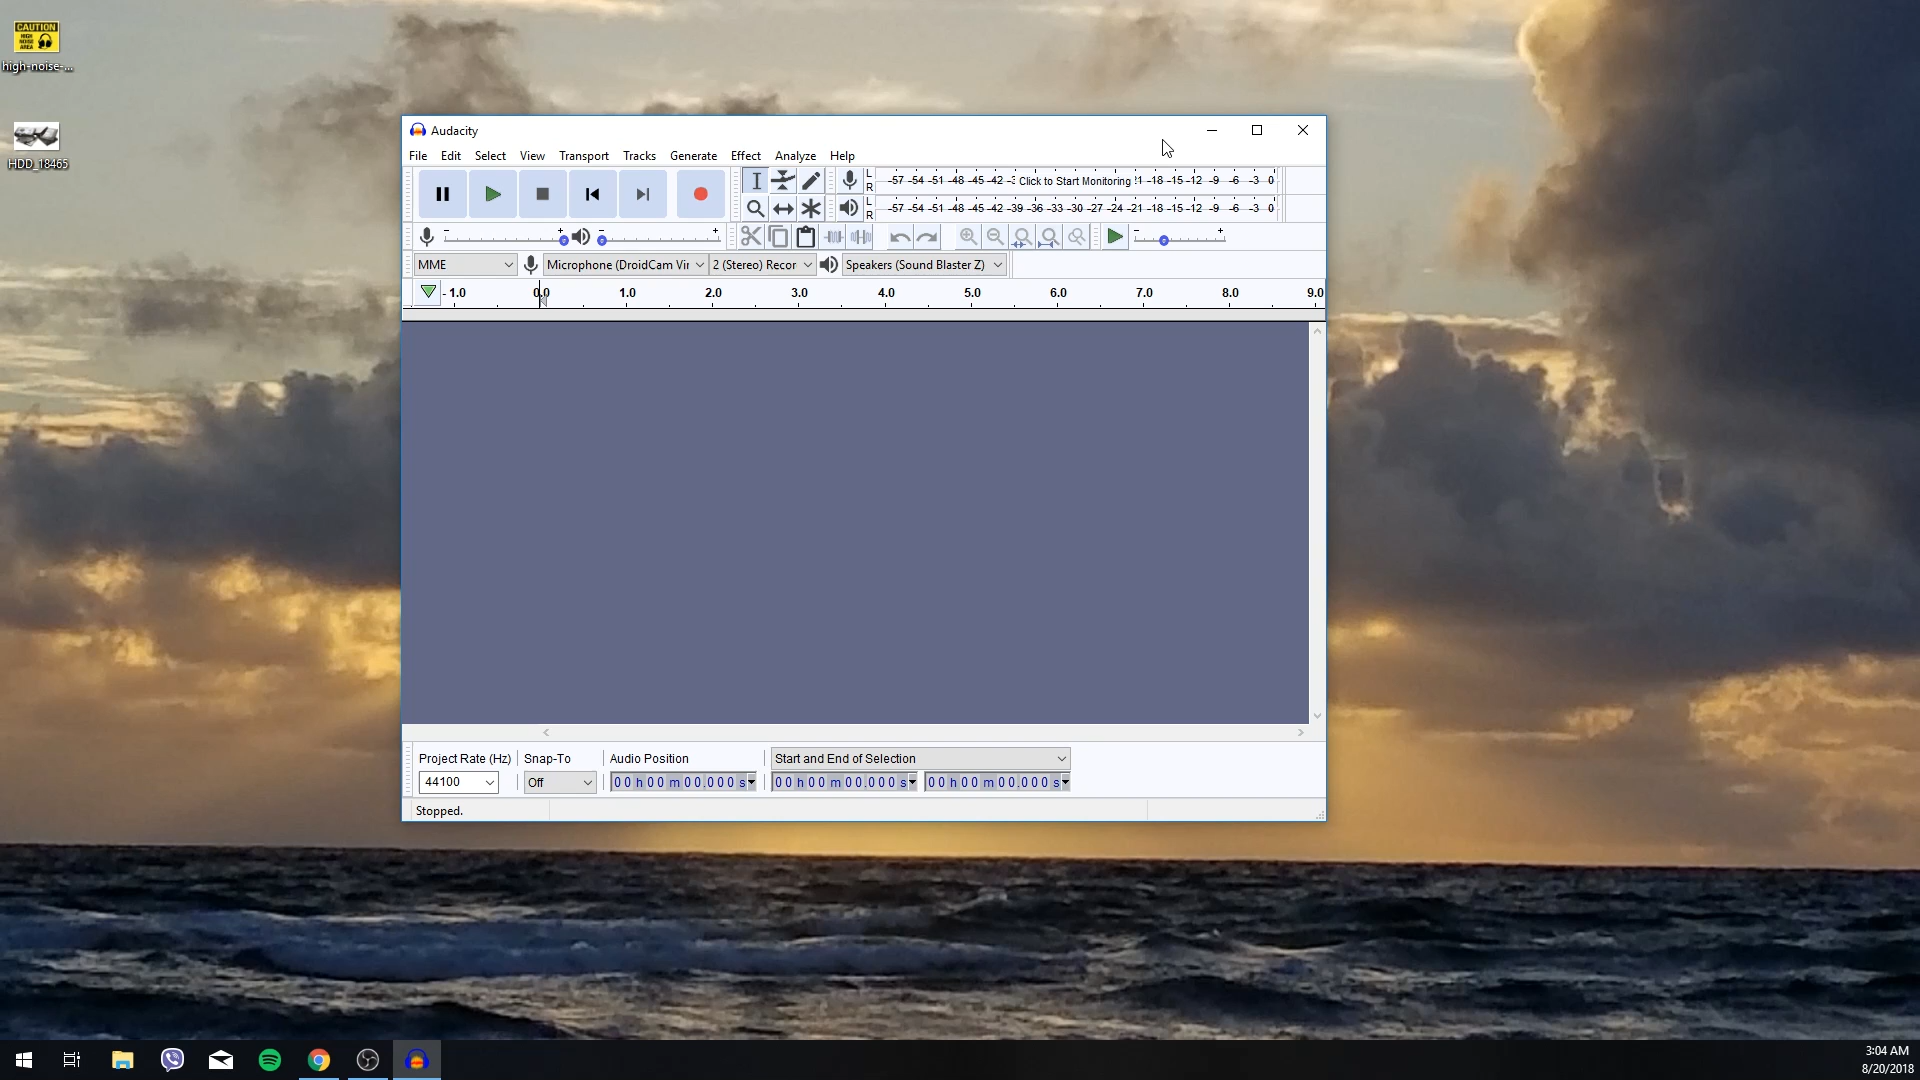 CAUTION
HIGH
NOISE
AREA
high-noise-...
HDD_18465
Audacity
File Edit Select View Transport Tracks Generate Effect Analyze Help
L
R
-57 -54 -51 -48 -45 -42 -3 Click to Start Monitoring !1 -18 -15 -12 -9 -6 -3 0
L
R
-57 -54 -51 -48 -45 -42 -39 -36 -33 -30 -27 -24 -21 -18 -15 -12 -9 -6 -3 0
- + - + - +
MME Microphone (DroidCam Vir 2 (Stereo) Recor Speakers (Sound Blaster Z)
- 1.0 0.0 1.0 2.0 3.0 4.0 5.0 6.0 7.0 8.0 9.0
Project Rate (Hz) Snap-To Audio Position Start and End of Selection
44100 Off 00 h 00 m 00.000 s 00 h 00 m 00.000 s 00 h 00 m 00.000 s
Stopped.
3:04 AM
8/20/2018